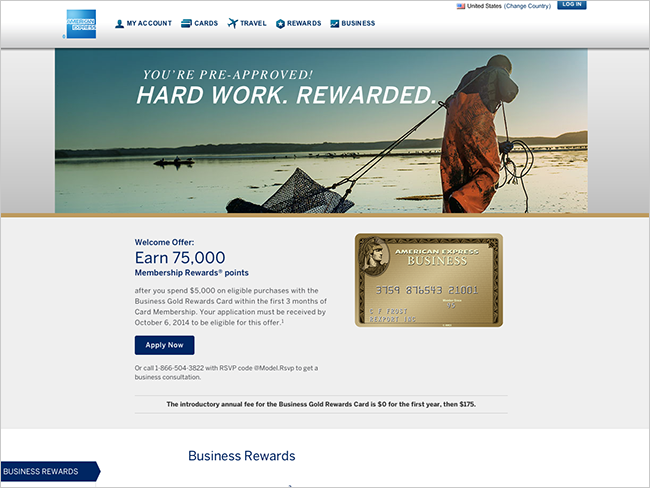 United States (Change Country)
LOG IN
AMERICAN
EXPRESS
®
MY ACCOUNT
CARDS
TRAVEL
REWARDS
BUSINESS
YOU'RE PRE-APPROVED!
HARD WORK. REWARDED.
Welcome Offer:
Earn 75,000
Membership Rewards® points
after you spend $5,000 on eligible purchases with the
Business Gold Rewards Card within the first 3 months of
Card Membership. Your application must be received by
October 6, 2014 to be eligible for this offer.‡
Apply Now
Or call 1-866-504-3822 with RSVP code @Model.Rsvp to get a
business consultation.
AMERICAN EXPRESS
BUSINESS
3759 876543 21001
C F FROST
REXPORT INC
The introductory annual fee for the Business Gold Rewards Card is $0 for the first year, then $175.
Business Rewards
BUSINESS REWARDS